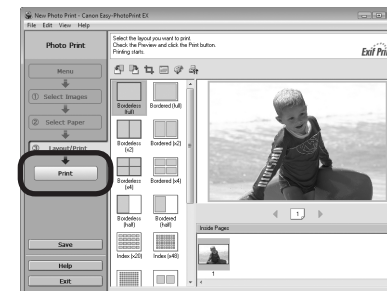 New Photo Print - Canon Easy-PhotoPrint EX
File Edit View Help
Photo Print
Select the layout you want to print.
Check the Preview and click the Print button.
Printing starts.
Exif Pri
Menu
① Select Images
② Select Paper
③ Layout/Print
Print
Save
Help
Exit
Borderless (full)
Bordered (full)
Borderless (x2)
Bordered (x2)
Borderless (x4)
Bordered (x4)
Borderless (half)
Bordered (half)
Index (x20)
Index (x48)
1
Inside Pages
1